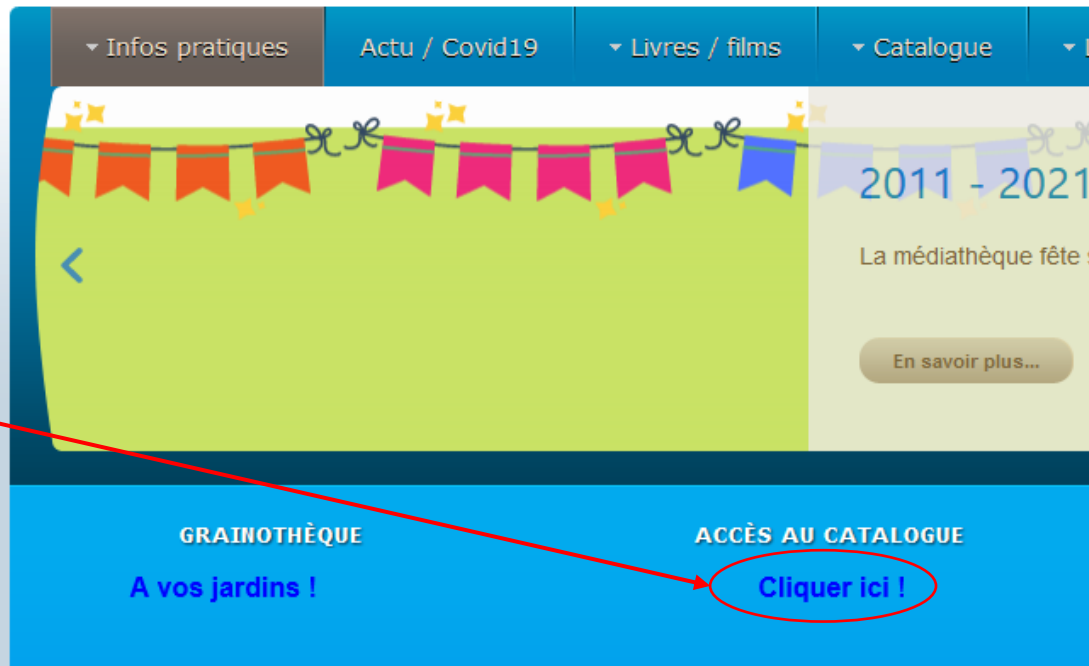 Infos pratiques
Actu / Covid19
Livres / films
Catalogue
2011 - 2021
La médiathèque fête
En savoir plus...
GRAINOTHÈQUE
A vos jardins !
ACCÈS AU CATALOGUE
Cliquer ici !